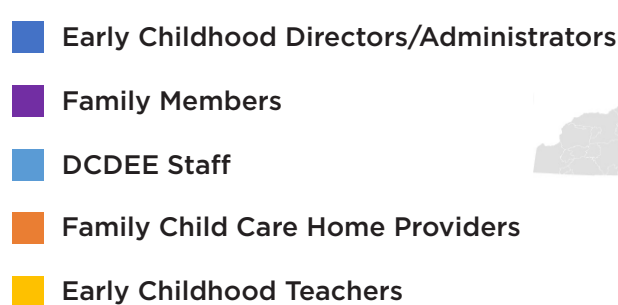 Early Childhood Directors/Administrators
Family Members
DCDEE Staff
Family Child Care Home Providers
Early Childhood Teachers